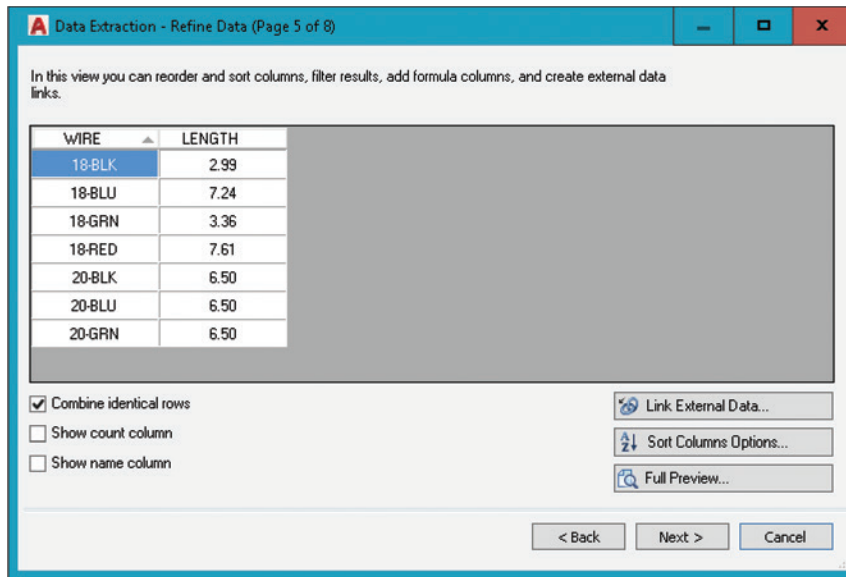 Data Extraction - Refine Data (Page 5 of 8)
In this view you can reorder and sort columns, filter results, add formula columns, and create external data
links.
WIRE LENGTH
18-BLK 2.99
18-BLU 7.24
18-GRN 3.36
18-RED 7.61
20-BLK 6.50
20-BLU 6.50
20-GRN 6.50
Combine identical rows
Show count column
Show name column
Link External Data...
Sort Columns Options...
Full Preview...
< Back Next > Cancel